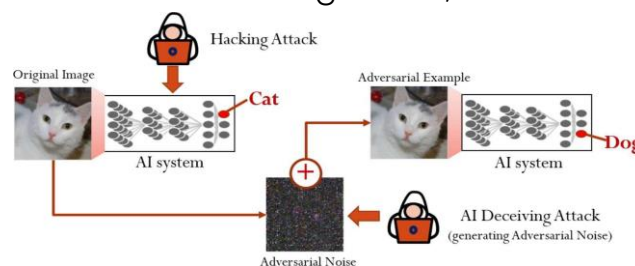 Hacking Attack
Original Image
Cat
AI system
Adversarial Example
Dog
AI system
+
AI Deceiving Attack
(generating Adversarial Noise)
Adversarial Noise